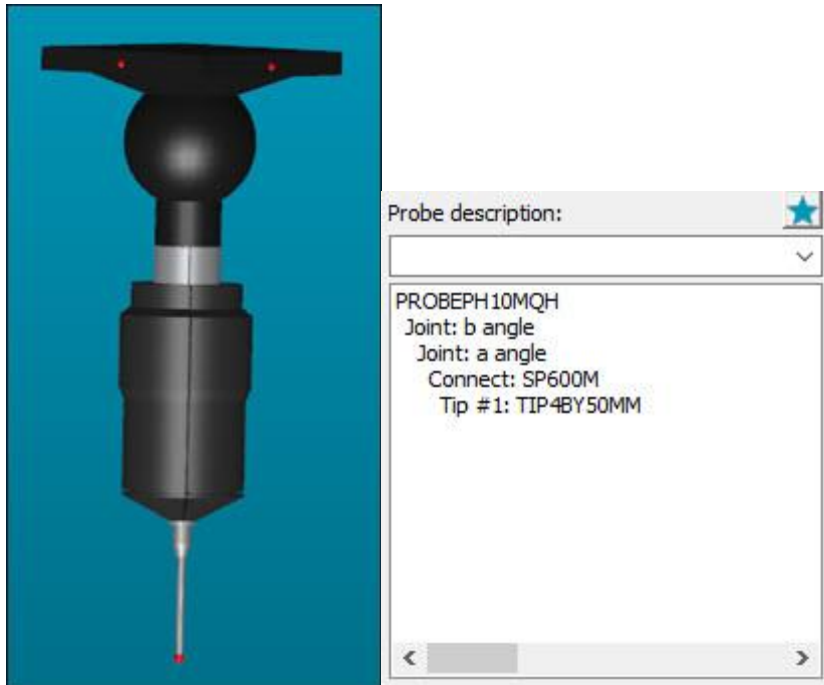 Probe description:
PROBEPH10MQH
Joint: b angle
Joint: a angle
Connect: SP600M
Tip #1: TIP4BY50MM